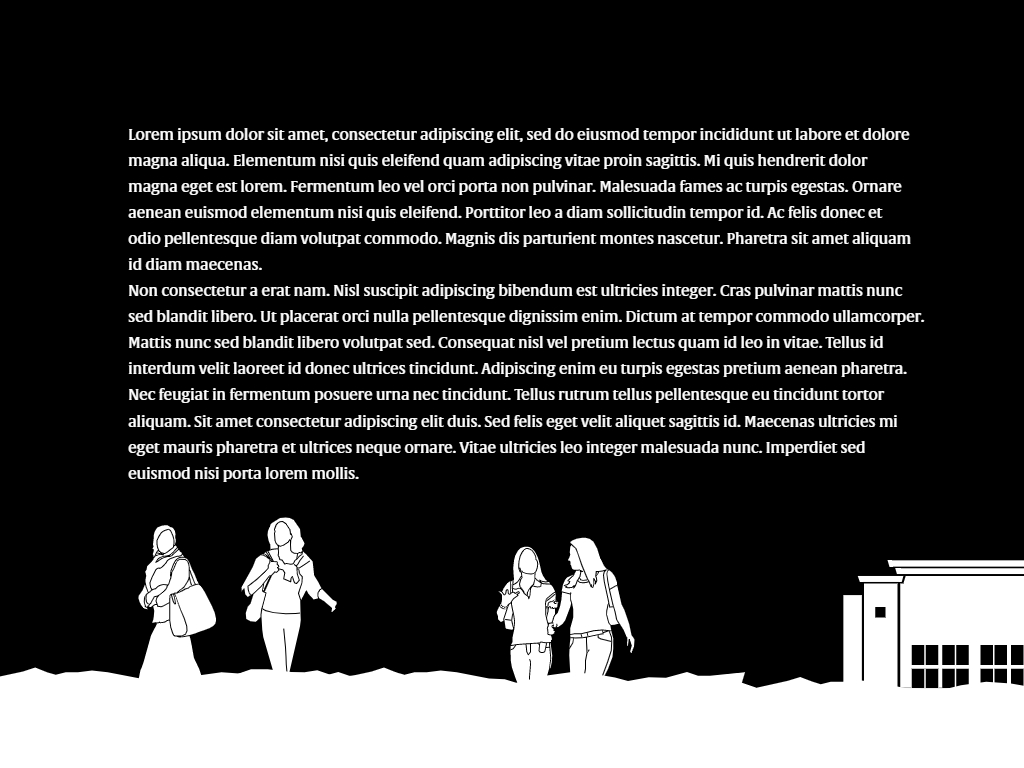 Lorem ipsum dolor sit amet, consectetur adipiscing elit, sed do eiusmod tempor incididunt ut labore et dolore
magna aliqua. Elementum nisi quis eleifend quam adipiscing vitae proin sagittis. Mi quis hendrerit dolor
magna eget est lorem. Fermentum leo vel orci porta non pulvinar. Malesuada fames ac turpis egestas. Ornare
aenean euismod elementum nisi quis eleifend. Porttitor leo a diam sollicitudin tempor id. Ac felis donec et
odio pellentesque diam volutpat commodo. Magnis dis parturient montes nascetur. Pharetra sit amet aliquam
id diam maecenas.
Non consectetur a erat nam. Nisl suscipit adipiscing bibendum est ultricies integer. Cras pulvinar mattis nunc
sed blandit libero. Ut placerat orci nulla pellentesque dignissim enim. Dictum at tempor commodo ullamcorper.
Mattis nunc sed blandit libero volutpat sed. Consequat nisl vel pretium lectus quam id leo in vitae. Tellus id
interdum velit laoreet id donec ultrices tincidunt. Adipiscing enim eu turpis egestas pretium aenean pharetra.
Nec feugiat in fermentum posuere urna nec tincidunt. Tellus rutrum tellus pellentesque eu tincidunt tortor
aliquam. Sit amet consectetur adipiscing elit duis. Sed felis eget velit aliquet sagittis id. Maecenas ultricies mi
eget mauris pharetra et ultrices neque ornare. Vitae ultricies leo integer malesuada nunc. Imperdiet sed
euismod nisi porta lorem mollis.